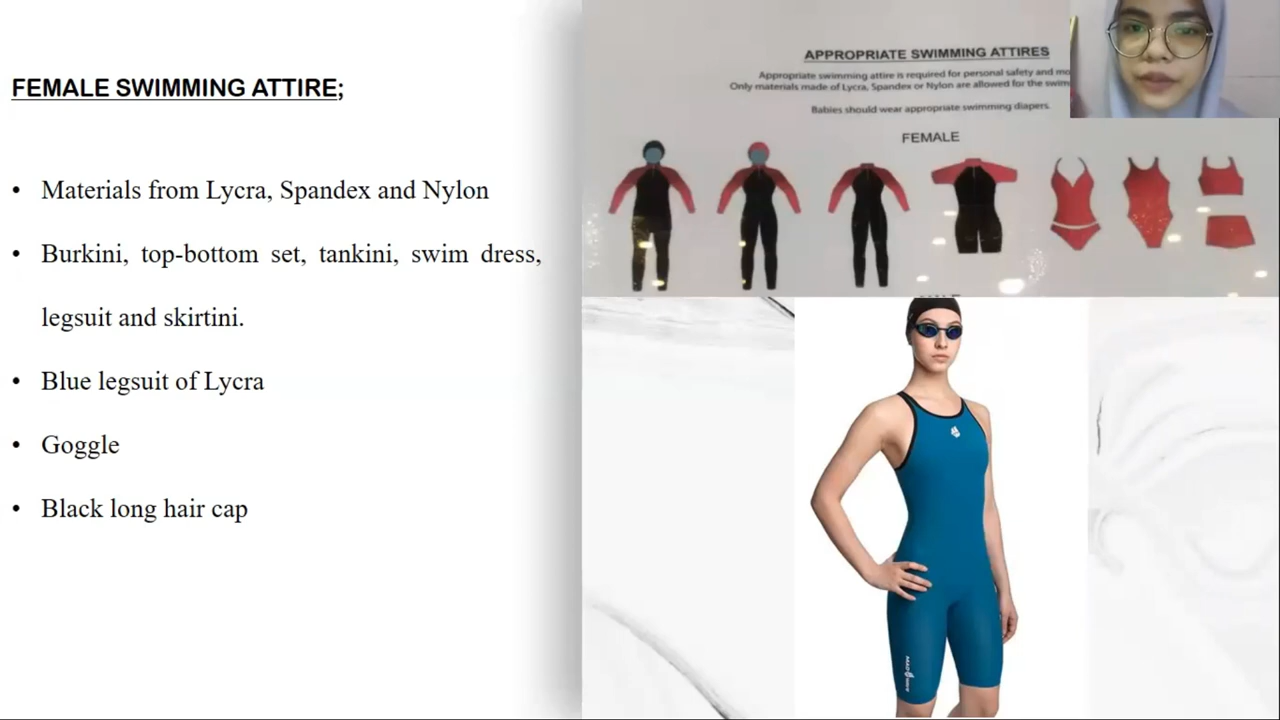 FEMALE SWIMMING ATTIRE;
• Materials from Lycra, Spandex and Nylon
• Burkini, top-bottom set, tankini, swim dress,
legsuit and skirtini.
• Blue legsuit of Lycra
• Goggle
• Black long hair cap
APPROPRIATE SWIMMING ATTIRES
Appropriate swimming attire is required for personal safety and
Only materials made of Lycra, Spandex or Nylon are allowed for the
Babies should wear appropriate swimming diapers.
FEMALE
MAD WAVE